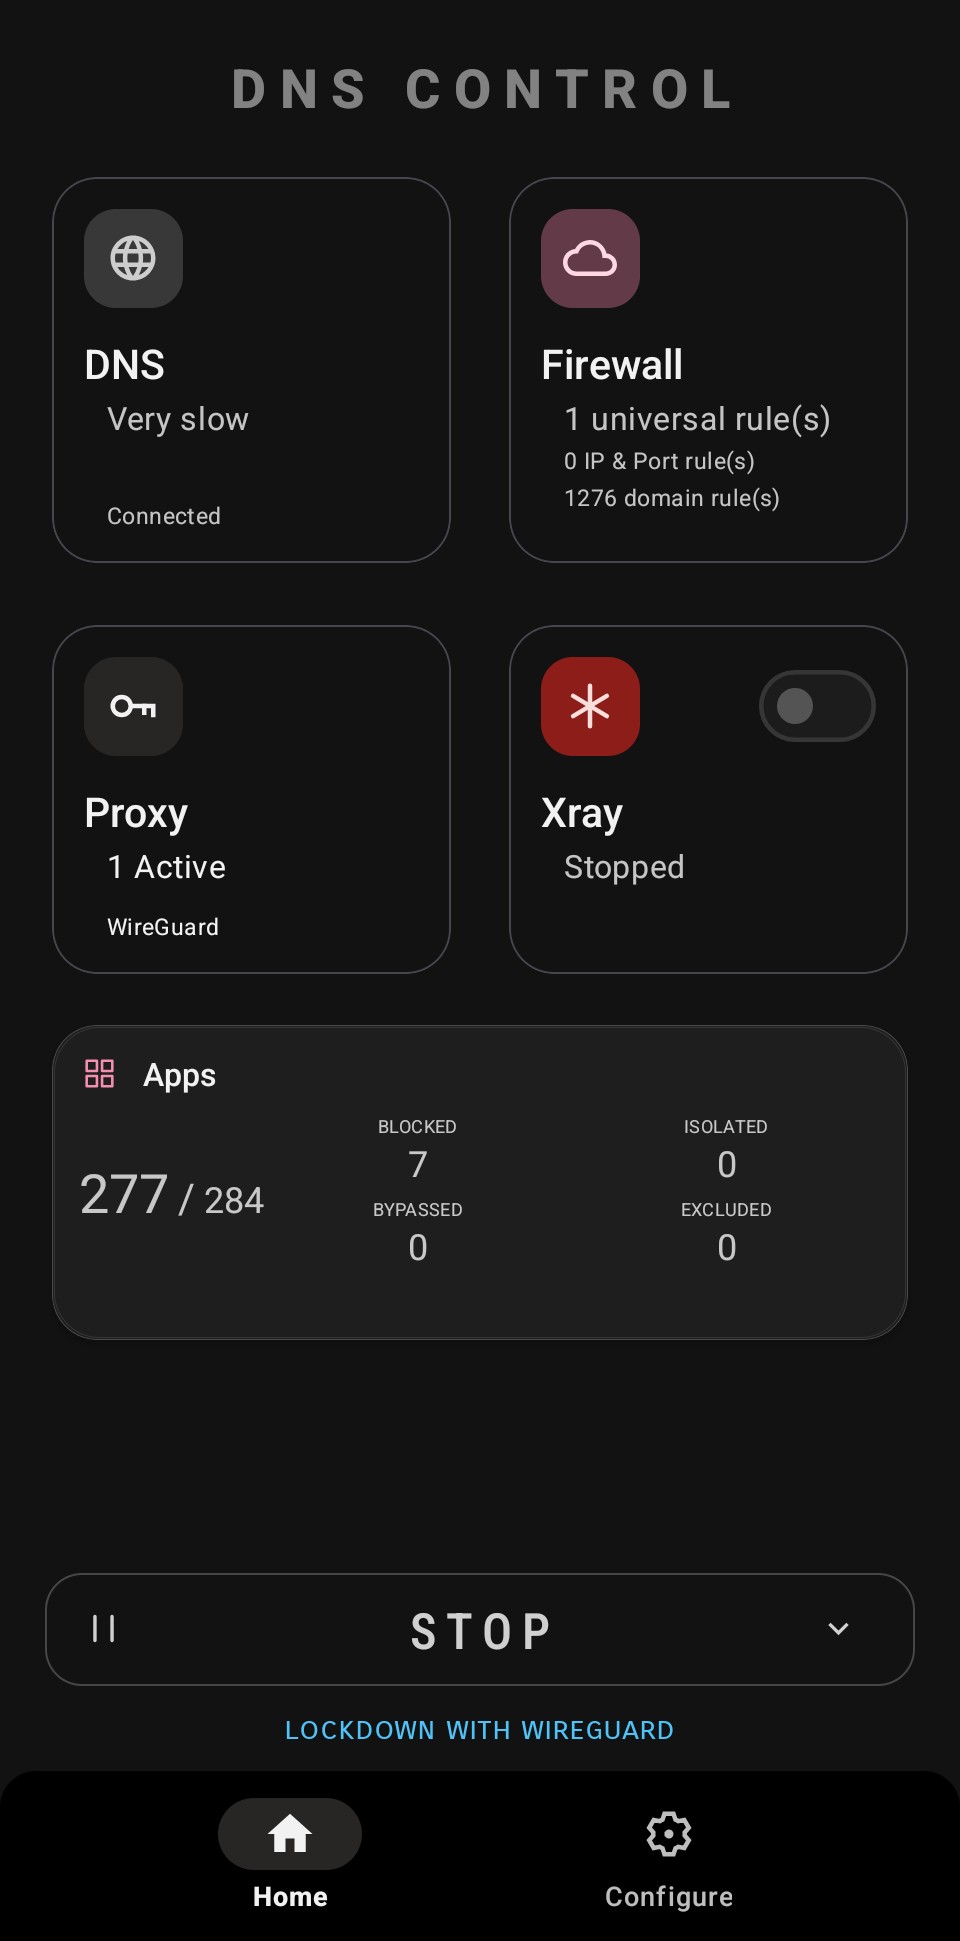 DNS CONTROL
DNS
Very slow
Connected
Firewall
1 universal rule(s)
0 IP & Port rule(s)
1276 domain rule(s)
Proxy
1 Active
WireGuard
Xray
Stopped
Apps
277 / 284
BLOCKED
7
ISOLATED
0
BYPASSED
0
EXCLUDED
0
STOP
LOCKDOWN WITH WIREGUARD
Home
Configure